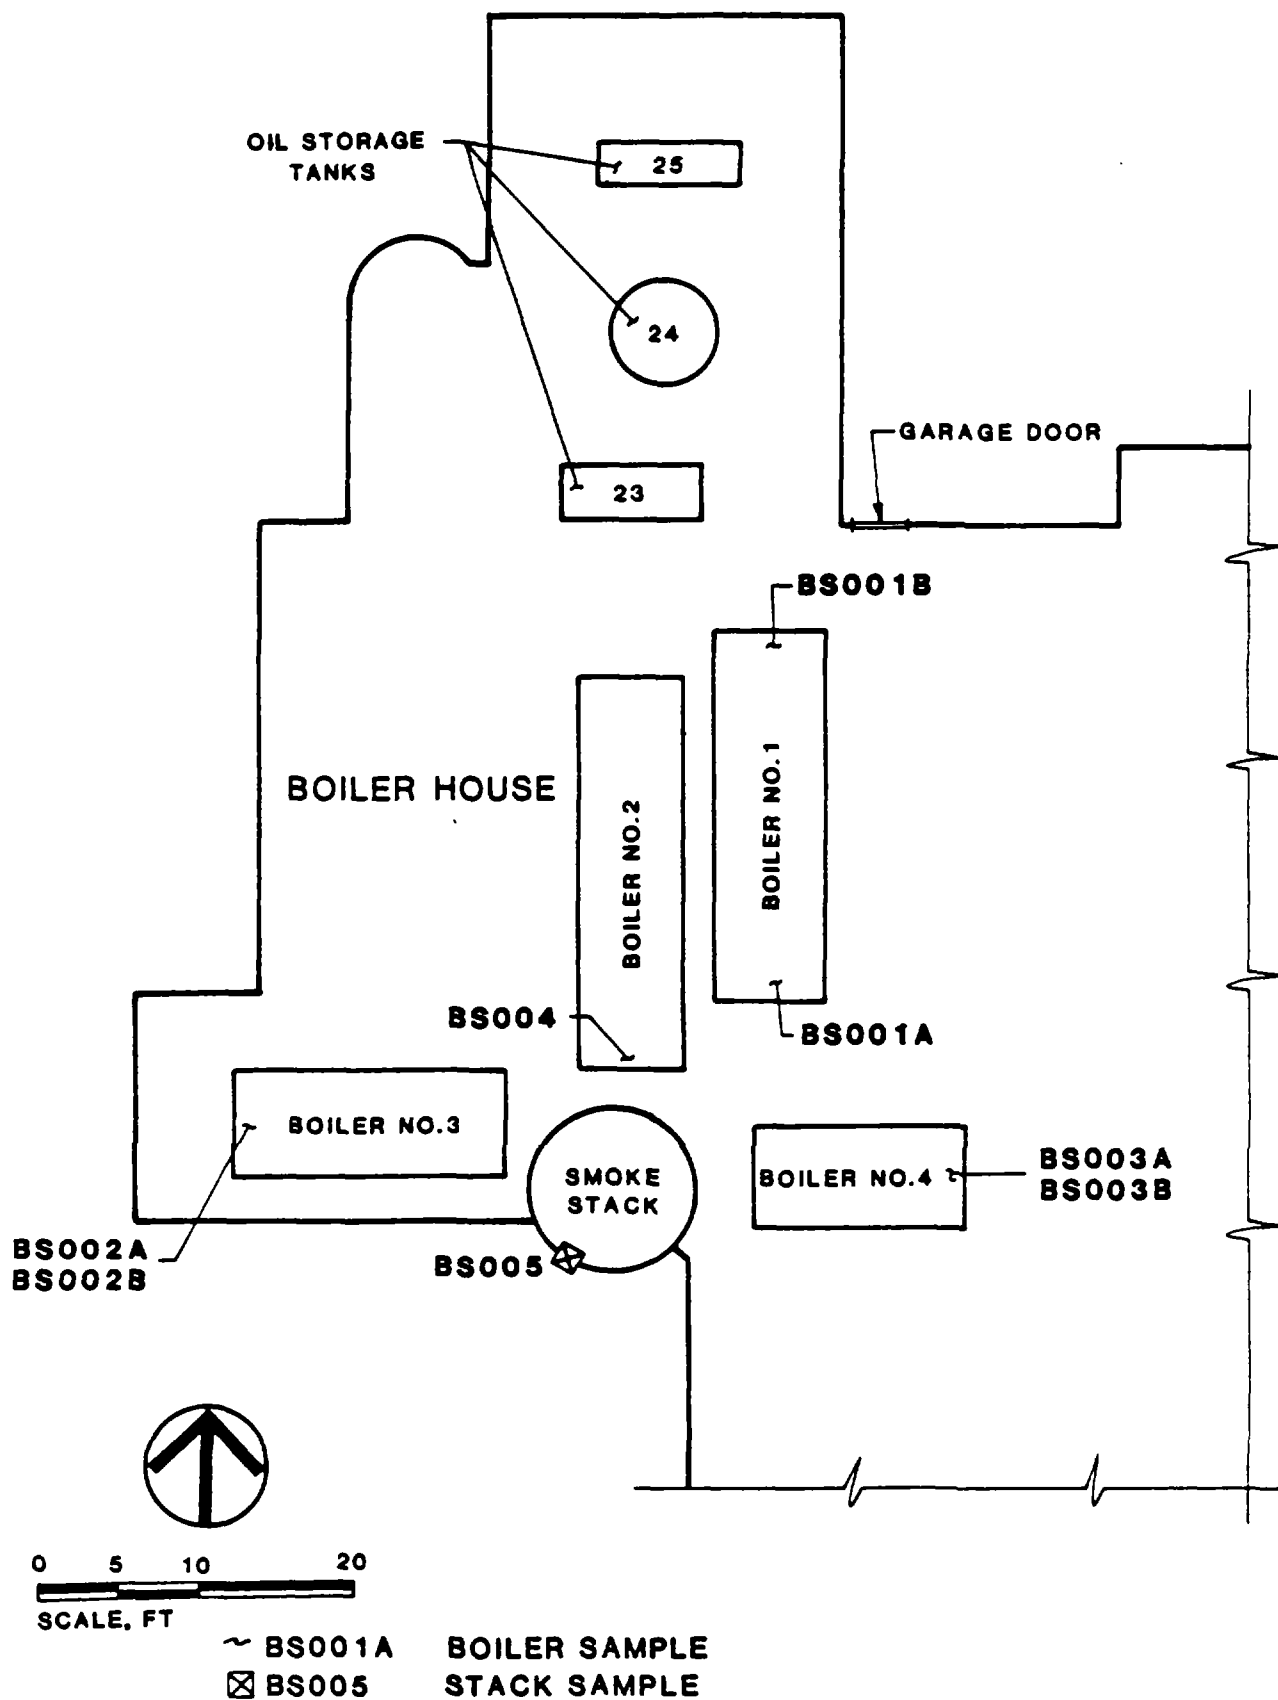 OIL STORAGE
TANKS
25
24
GARAGE DOOR
23
BS001B
BOILER HOUSE
BOILER NO.2
BOILER NO.1
BS004
BS001A
BOILER NO.3
SMOKE
STACK
BOILER NO.4
BS003A
BS003B
BS002A
BS002B
BS005
0 5 10 20
SCALE, FT
~ BS001A BOILER SAMPLE
BS005 STACK SAMPLE